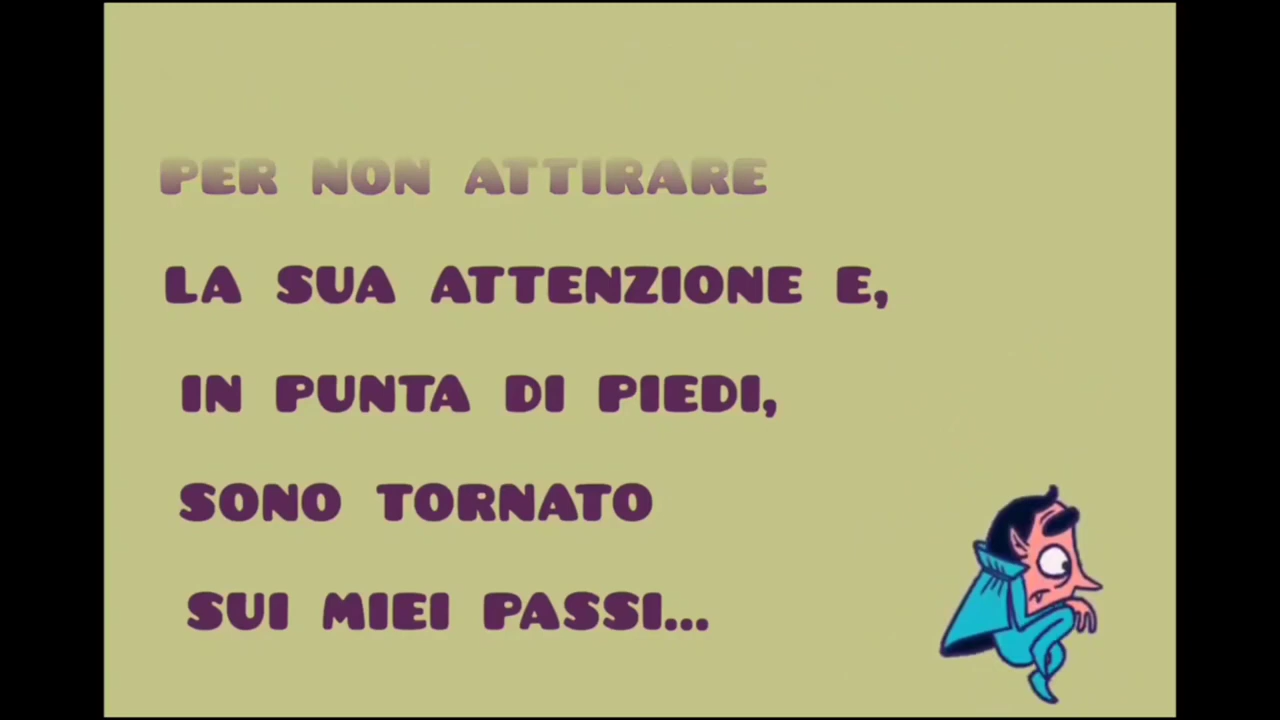 PER NON ATTIRARE
LA SUA ATTENZIONE E,
IN PUNTA DI PIEDI,
SONO TORNATO
SUI MIEI PASSI...